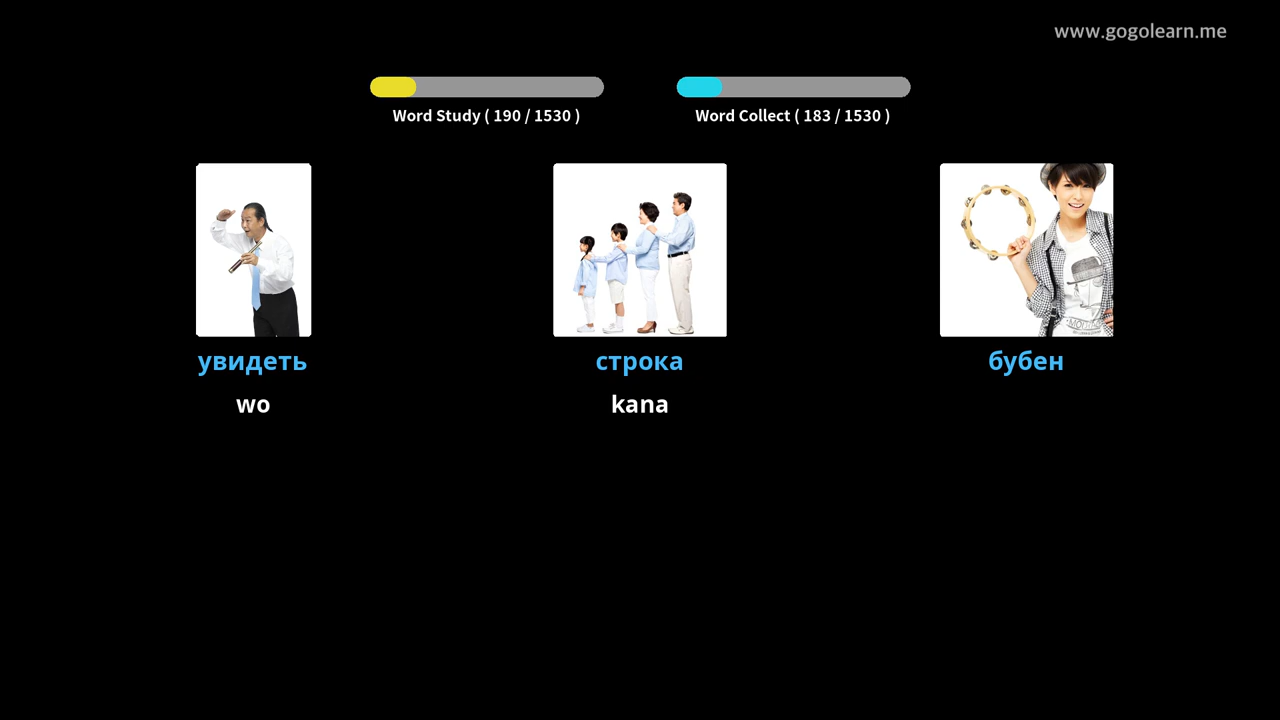 www.gogolearn.me
Word Study ( 190 / 1530 )
Word Collect ( 183 / 1530 )
увидеть
строка
бубен
wo
kana